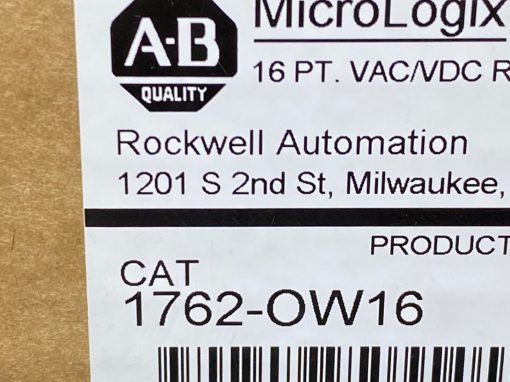 MicroLogix
A-B
QUALITY
16 PT. VAC/VDC R
Rockwell Automation
1201 S 2nd St, Milwaukee,
PRODUCT
CAT
1762-OW16